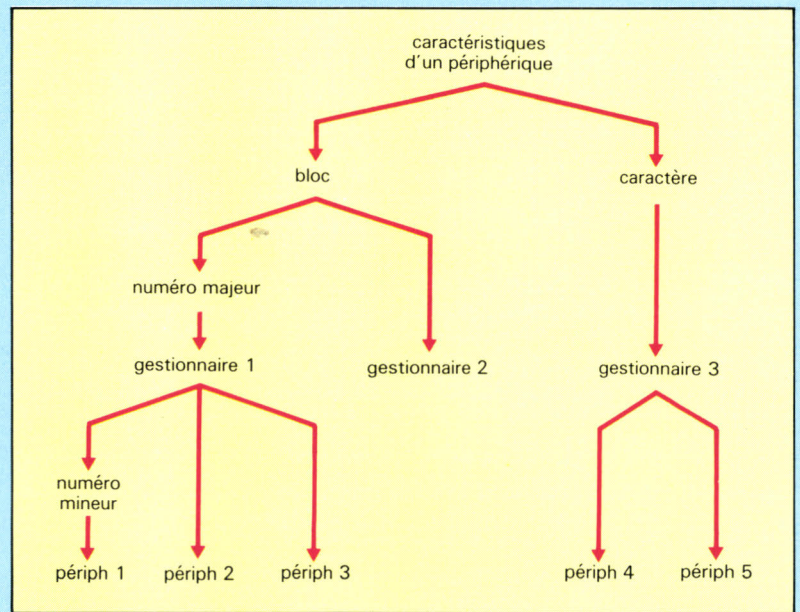 caractéristiques
d'un périphérique
bloc
caractère
numéro majeur
gestionnaire 1
gestionnaire 2
gestionnaire 3
numéro
mineur
périph 1
périph 2
périph 3
périph 4
périph 5